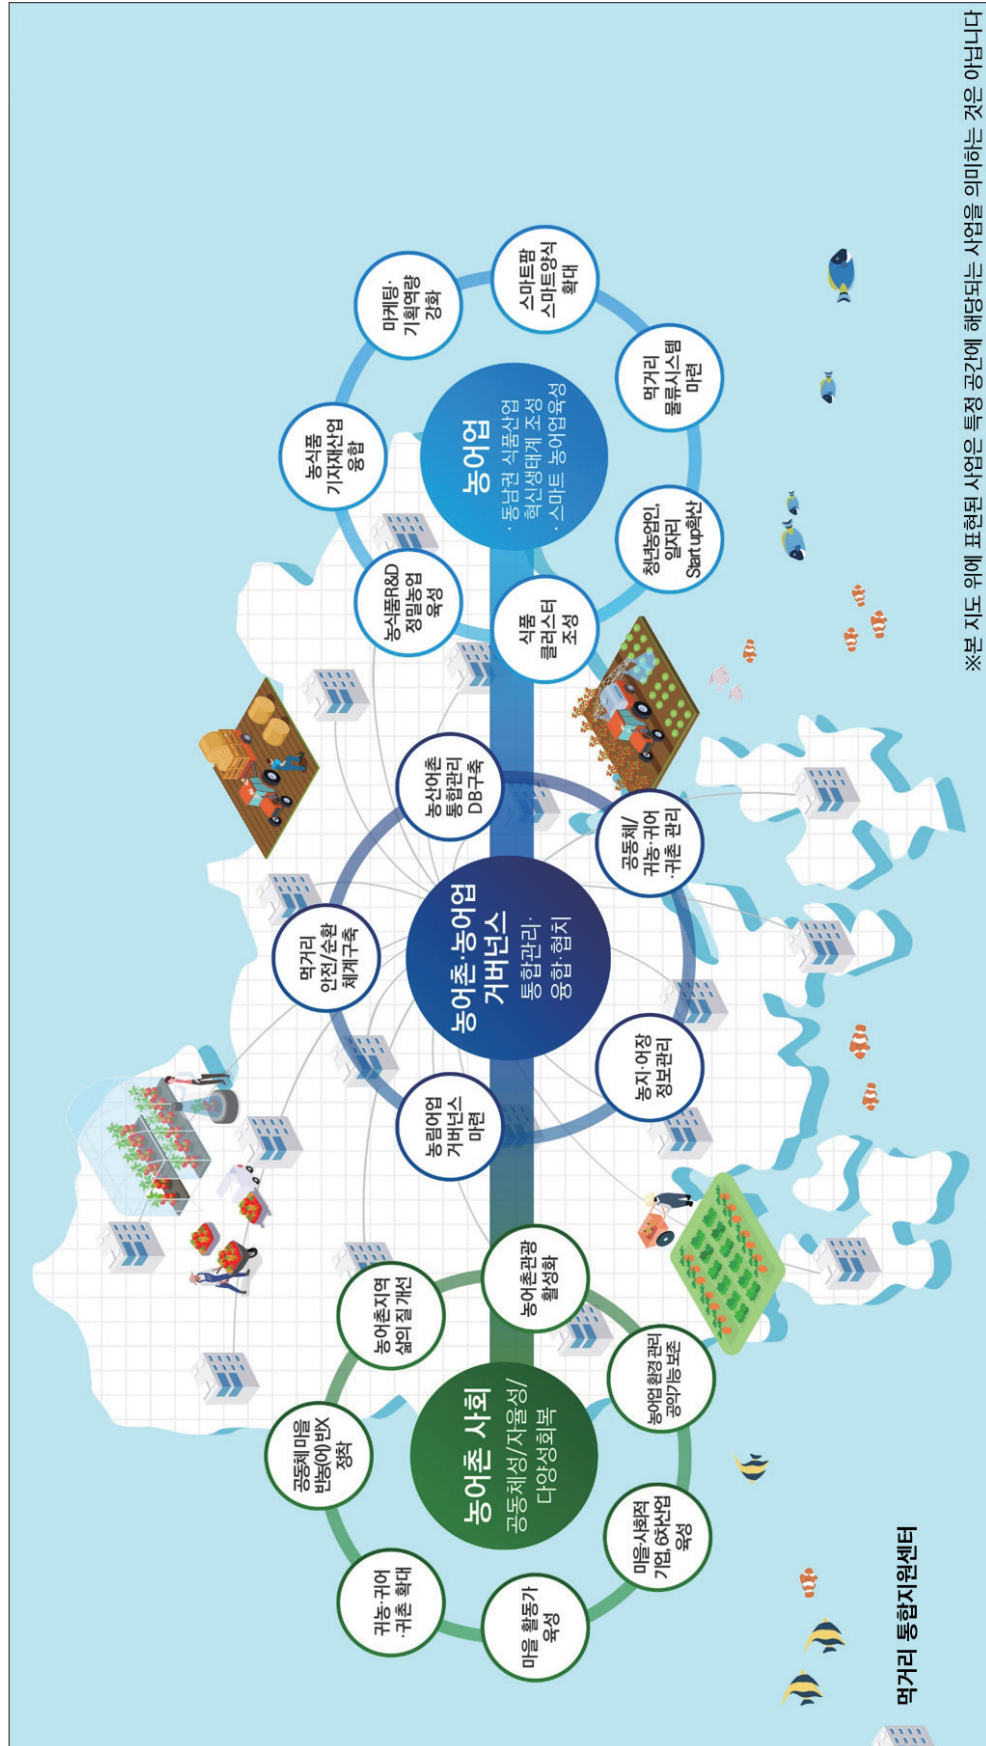 농어촌 사회
공동체성/자율성/
다양성회복
공동체 마을
반농(어) 반X
정착
농어촌지역
삶의 질 개선
농어촌관광
활성화
농어업 환경 관리
공익기능 보존
마을·사회적
기업, 6차산업
육성
마을 활동가
육성
귀농·귀어
·귀촌 확대
농어촌·농어업
거버넌스
통합관리·
융합·협치
먹거리
안전/순환
체계구축
농산어촌
통합관리
DB구축
공동체/
귀농·귀어
·귀촌 관리
농지·어장
정보관리
농림어업
거버넌스
마련
농어업
· 동남권 식품산업
혁신생태계 조성
· 스마트 농어업육성
농식품
기자재산업
융합
마케팅·
기획역량
강화
스마트팜
스마트양식
확대
먹거리
물류시스템
마련
청년농업인,
일자리
Start up확산
식품
클러스터
조성
농식품R&D
정밀농업
육성
먹거리 통합지원센터
※본 지도 위에 표현된 사업은 특정 공간에 해당되는 사업을 의미하는 것은 아닙니다